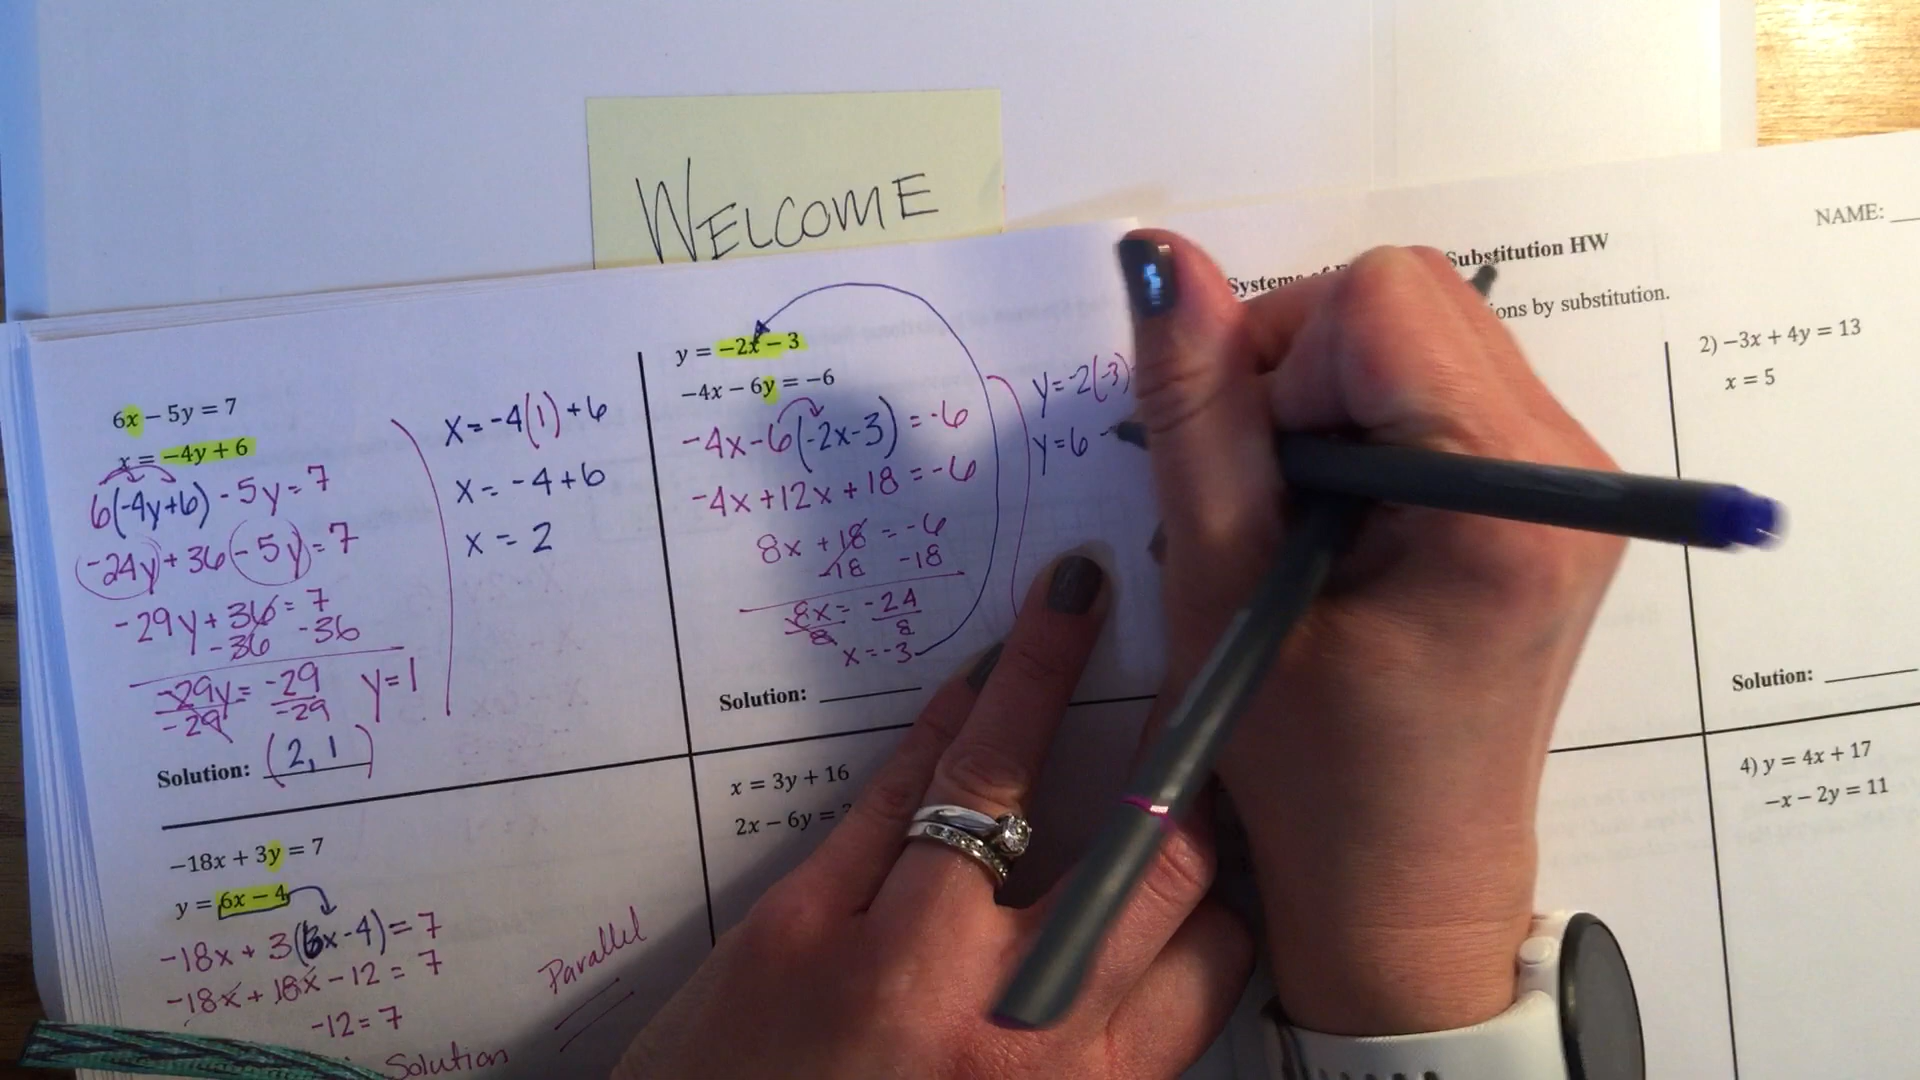 WELCOME
NAME:
Substitution HW
ions by substitution.
6x − 5y = 7
x = −4y + 6
6(-4y+6) - 5y = 7
-24y + 36 - 5y = 7
-29y + 36 = 7
-36 -36
-29y = -29
-29 -29
y = 1
Solution: (2, 1)
x = -4(1) + 6
x = -4 + 6
x = 2
y = −2x − 3
−4x − 6y = −6
-4x - 6(-2x - 3) = -6
-4x + 12x + 18 = -6
8x + 18 = -6
-18 -18
8x = -24
8 8
x = -3
Solution:
y = -2(-3)
y = 6 -
2) −3x + 4y = 13
x = 5
Solution:
−18x + 3y = 7
y = 6x − 4
-18x + 3(6x - 4) = 7
-18x + 18x - 12 = 7
-12 = 7
Solution
Parallel
x = 3y + 16
2x − 6y =
4) y = 4x + 17
−x − 2y = 11